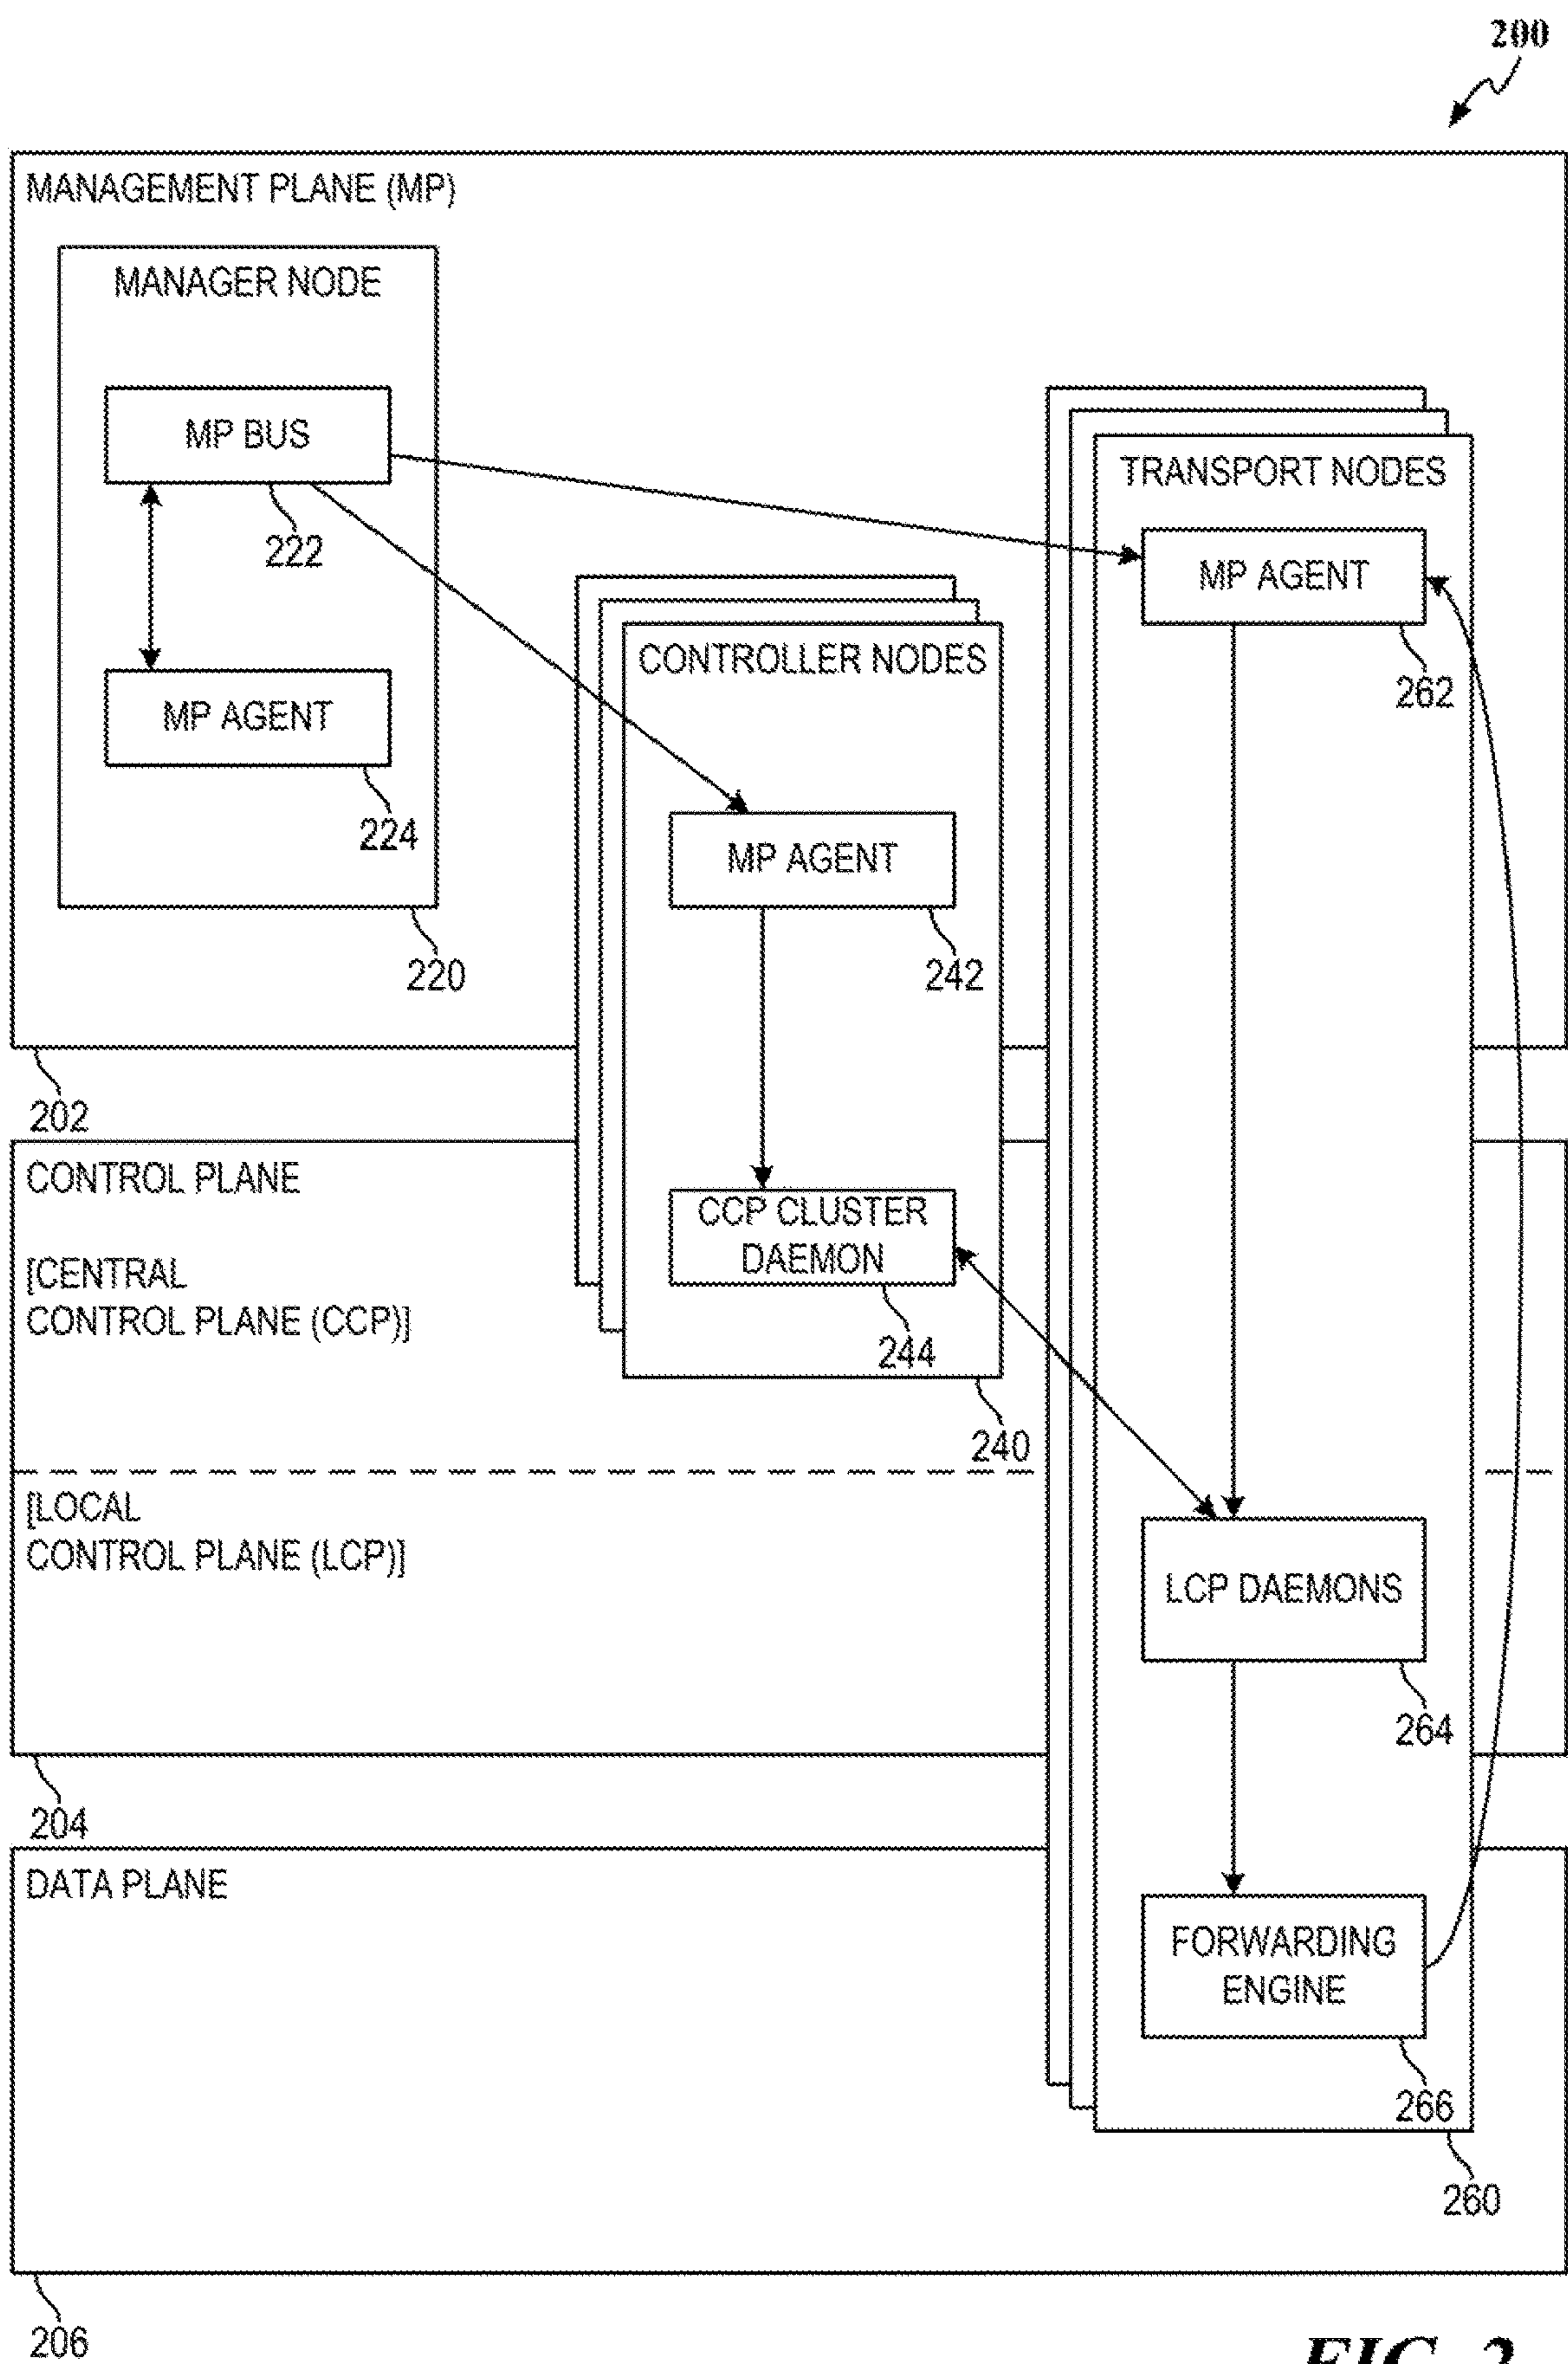 200
MANAGEMENT PLANE (MP)
MANAGER NODE
MP BUS
222
MP AGENT
224
220
TRANSPORT NODES
MP AGENT
262
CONTROLLER NODES
MP AGENT
242
202
CONTROL PLANE
[CENTRAL
CONTROL PLANE (CCP)]
CCP CLUSTER
DAEMON
244
240
[LOCAL
CONTROL PLANE (LCP)]
LCP DAEMONS
264
204
DATA PLANE
FORWARDING
ENGINE
266
260
206
FIG. 2